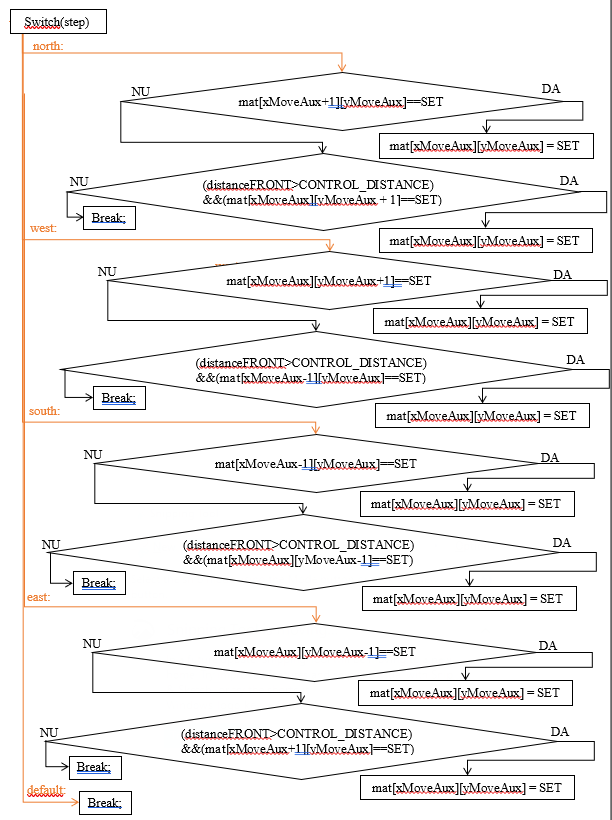 Switch(step)
north:
NU
DA
mat[xMoveAux+1][yMoveAux]==SET
mat[xMoveAux][yMoveAux] = SET
NU
DA
(distanceFRONT>CONTROL_DISTANCE)
&&(mat[xMoveAux][yMoveAux + 1]==SET)
Break;
west:
mat[xMoveAux][yMoveAux] = SET
NU
DA
mat[xMoveAux][yMoveAux+1]==SET
mat[xMoveAux][yMoveAux] = SET
DA
(distanceFRONT>CONTROL_DISTANCE)
&&(mat[xMoveAux-1][yMoveAux]==SET)
Break;
south:
mat[xMoveAux][yMoveAux] = SET
NU
DA
mat[xMoveAux-1][yMoveAux]==SET
mat[xMoveAux][yMoveAux] = SET
NU
DA
(distanceFRONT>CONTROL_DISTANCE)
&&(mat[xMoveAux][yMoveAux-1]==SET)
Break;
east:
mat[xMoveAux][yMoveAux] = SET
NU
DA
mat[xMoveAux][yMoveAux-1]==SET
mat[xMoveAux][yMoveAux] = SET
NU
DA
(distanceFRONT>CONTROL_DISTANCE)
&&(mat[xMoveAux+1][yMoveAux]==SET)
Break;
default:
mat[xMoveAux][yMoveAux] = SET
Break;